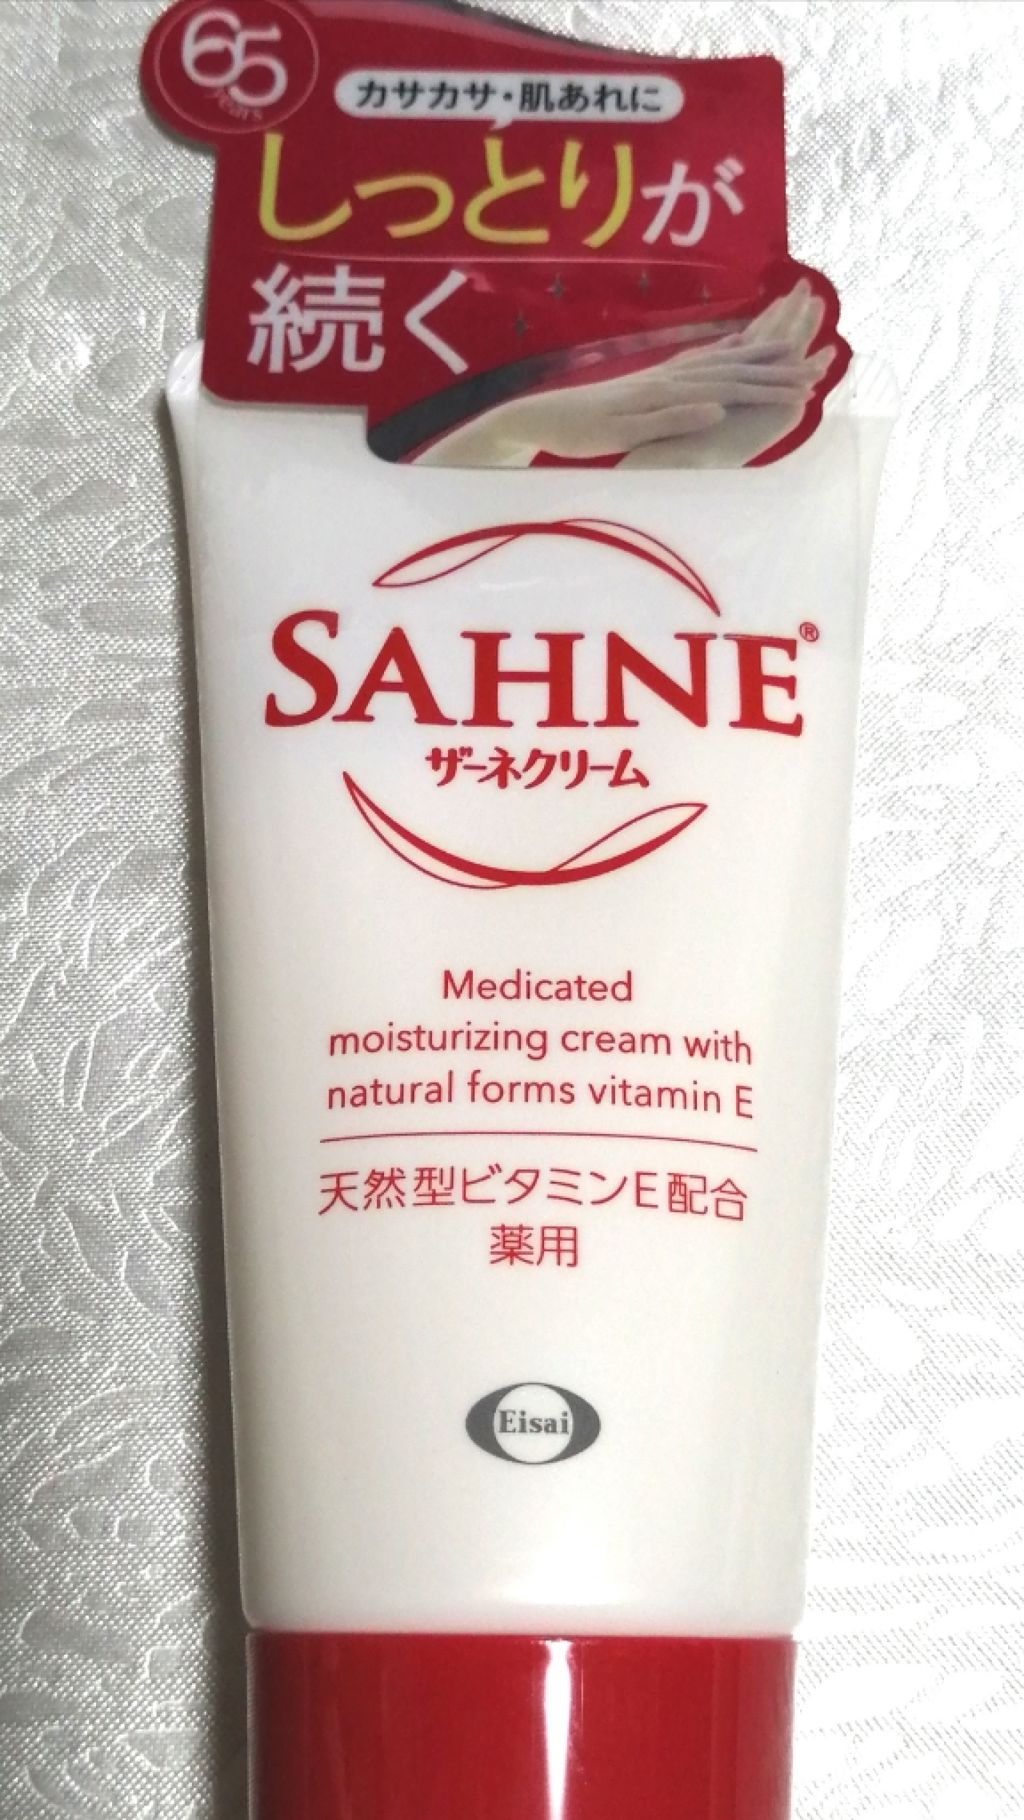 65
years
カサカサ・肌あれに
しっとりが
続く
SAHNE®
ザーネクリーム
Medicated
moisturizing cream with
natural forms vitamin E
天然型ビタミンE配合
薬用
Eisai